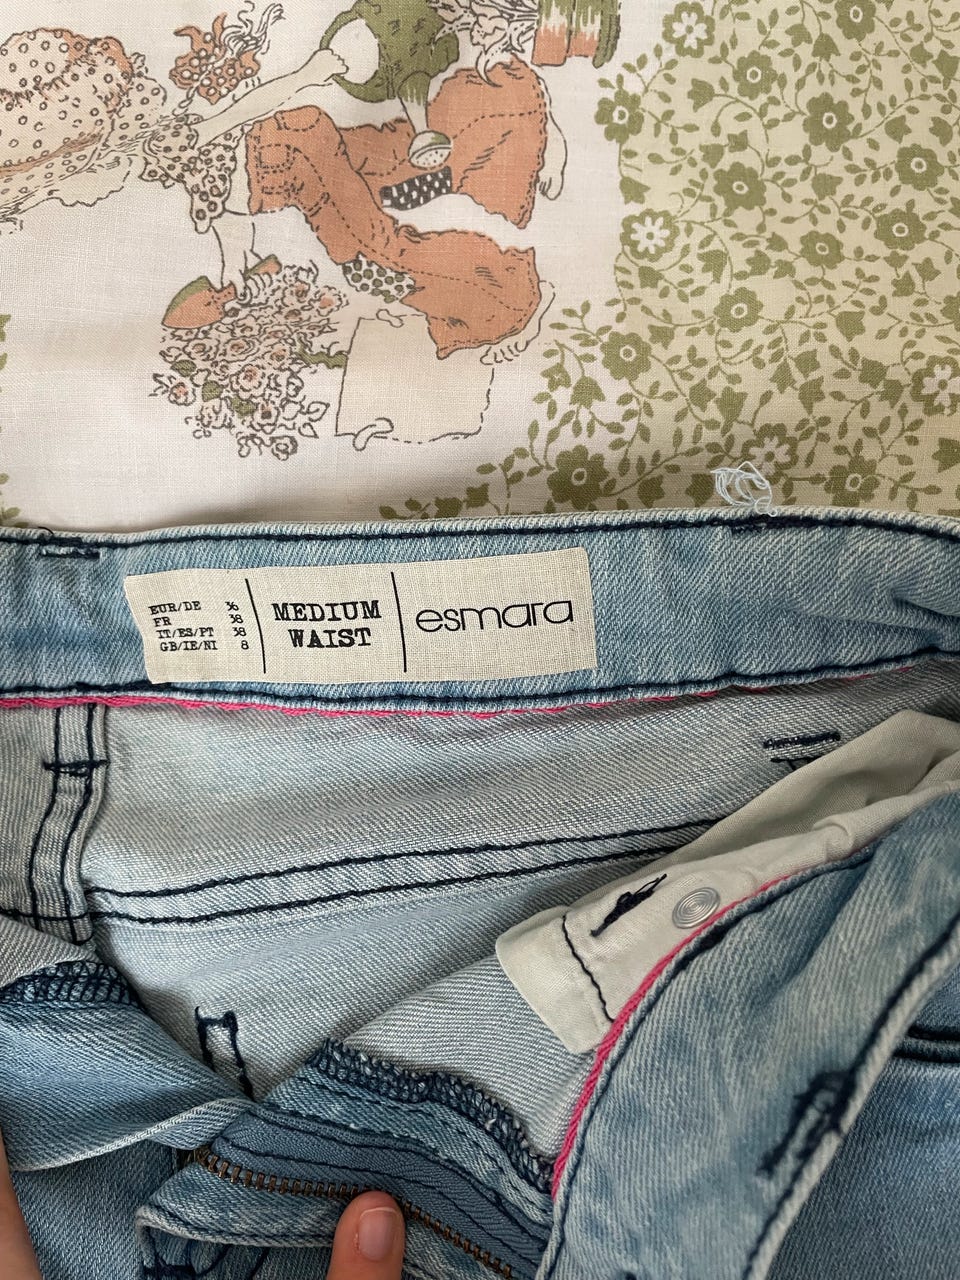 EUR/DE 36
FR 38
IT/ES/PT 38
GB/IE/NI 8
MEDIUM
WAIST
esmara